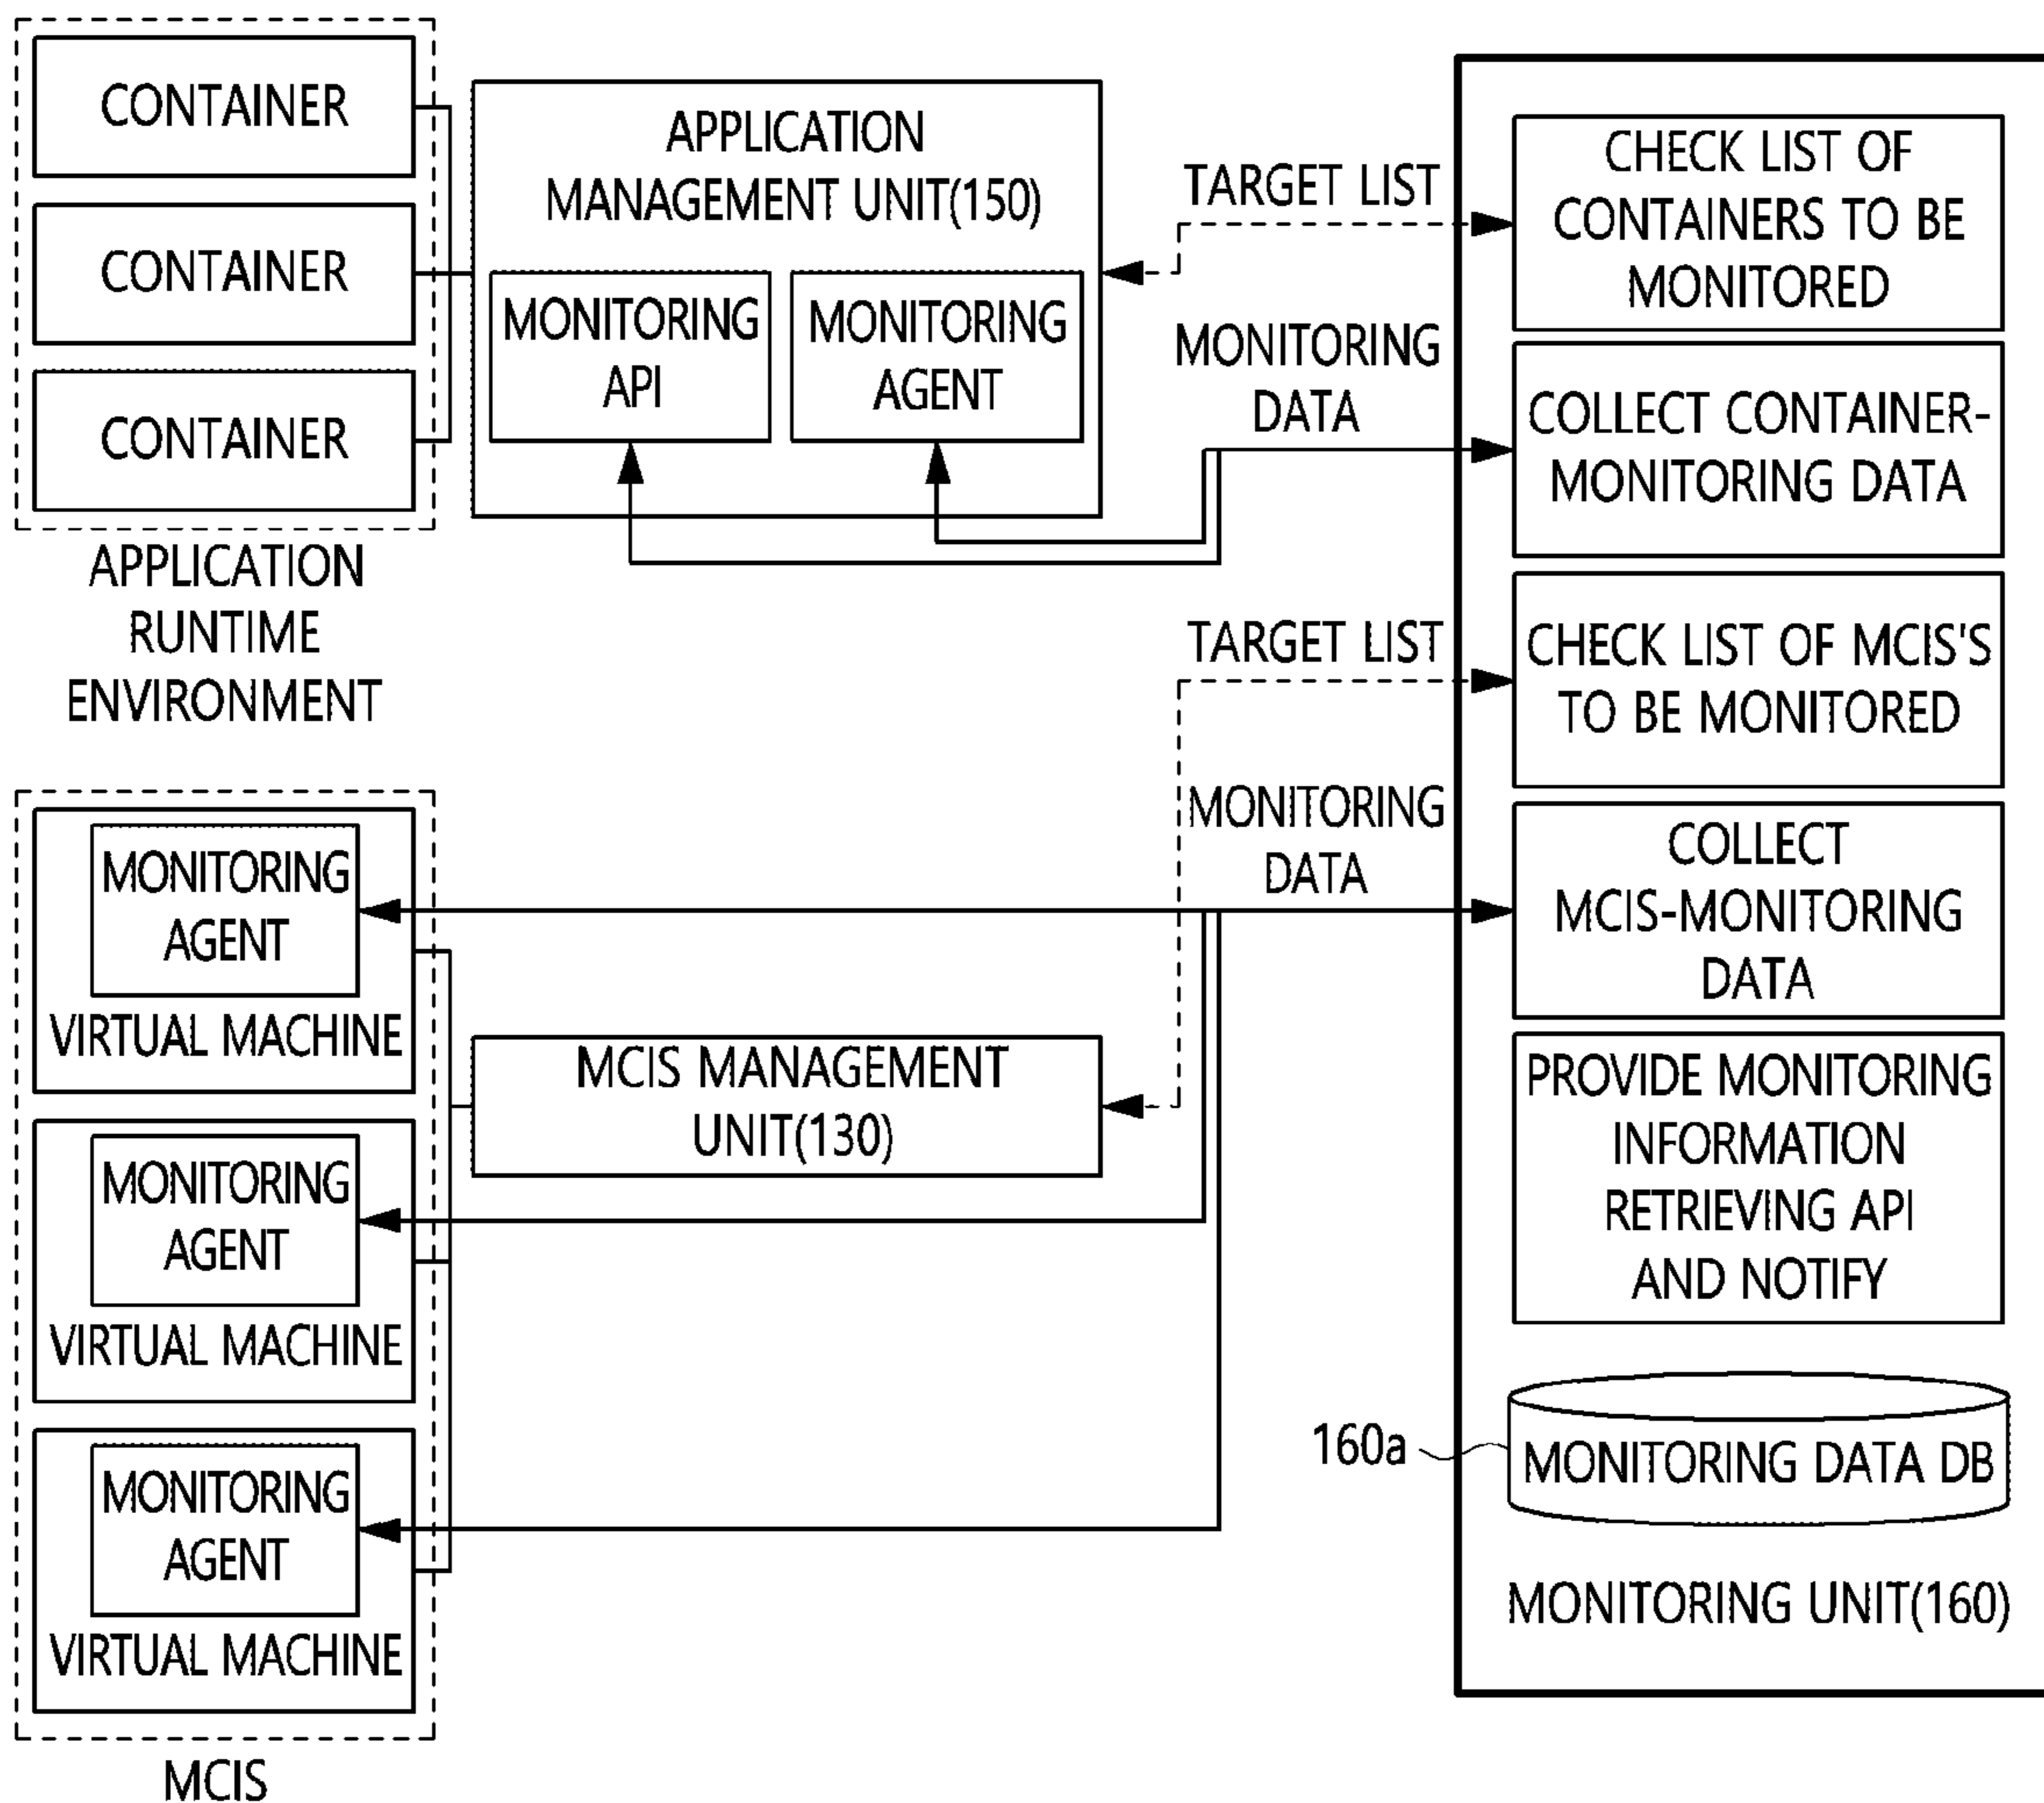 CONTAINER
CONTAINER
CONTAINER
APPLICATION
RUNTIME
ENVIRONMENT
APPLICATION
MANAGEMENT UNIT(150)
MONITORING
API
MONITORING
AGENT
TARGET LIST
MONITORING
DATA
TARGET LIST
MONITORING
DATA
MONITORING
AGENT
VIRTUAL MACHINE
MONITORING
AGENT
VIRTUAL MACHINE
MONITORING
AGENT
VIRTUAL MACHINE
MCIS
MCIS MANAGEMENT
UNIT(130)
CHECK LIST OF
CONTAINERS TO BE
MONITORED
COLLECT CONTAINER-
MONITORING DATA
CHECK LIST OF MCIS'S
TO BE MONITORED
COLLECT
MCIS-MONITORING
DATA
PROVIDE MONITORING
INFORMATION
RETRIEVING API
AND NOTIFY
160a
MONITORING DATA DB
MONITORING UNIT(160)